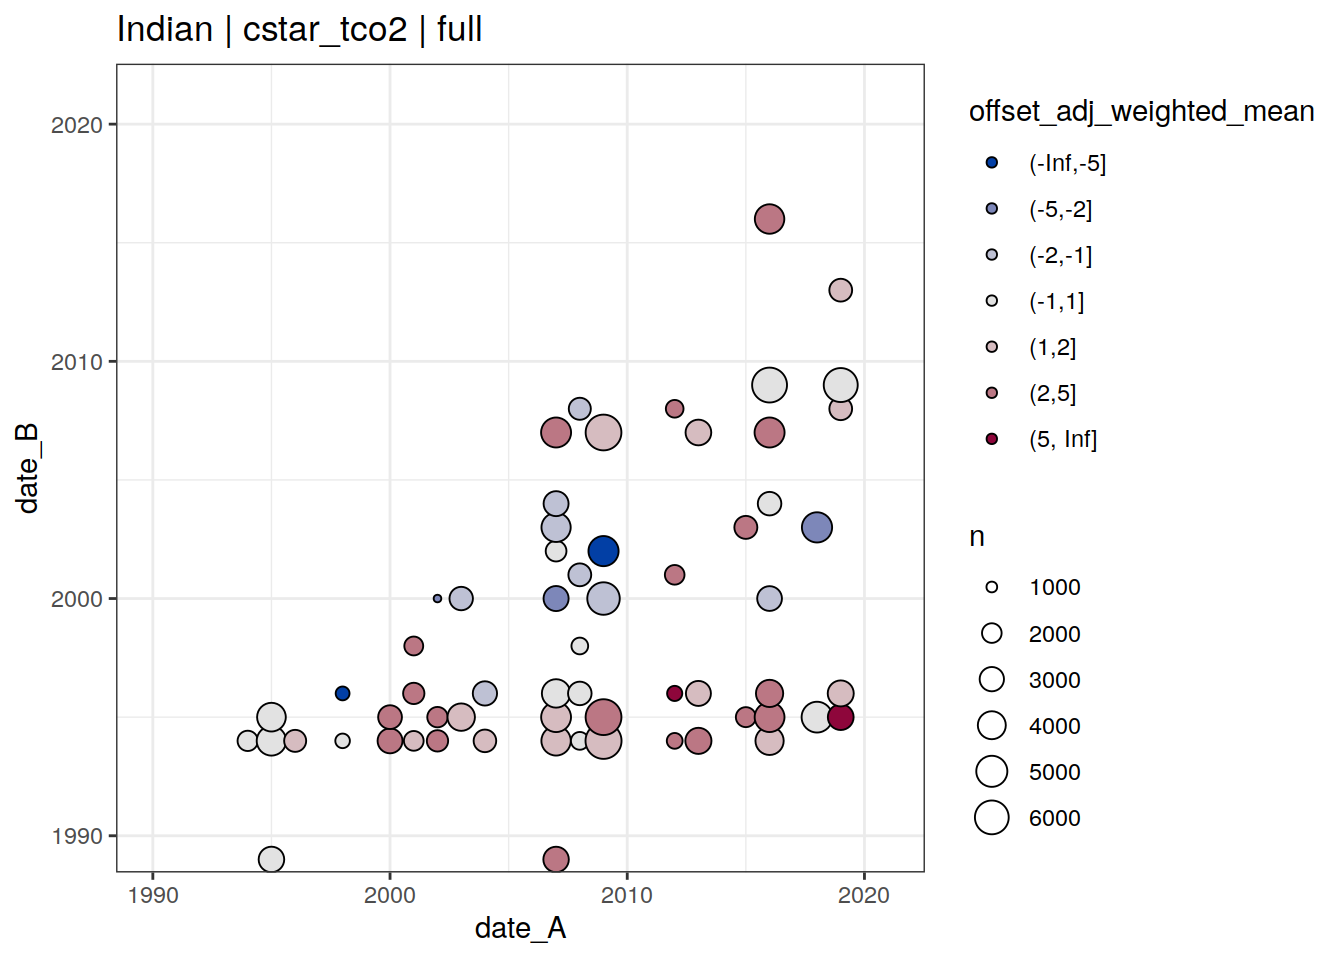 Indian | cstar_tco2 | full
2020
2010
2000
1990
date_B
1990
2000
2010
2020
date_A
offset_adj_weighted_mean
(-Inf,-5]
(-5,-2]
(-2,-1]
(-1,1]
(1,2]
(2,5]
(5, Inf]
n
1000
2000
3000
4000
5000
6000